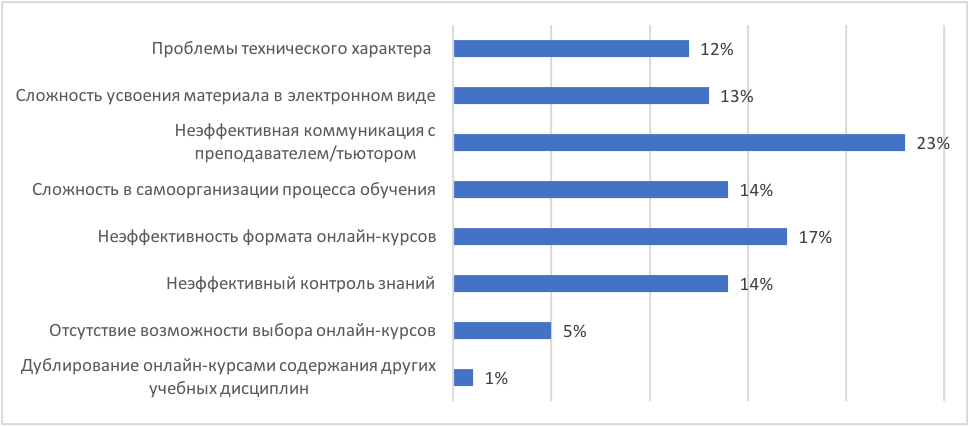 Проблемы технического характера
12%
Сложность усвоения материала в электронном виде
13%
Неэффективная коммуникация с
преподавателем/тьютором
23%
Сложность в самоорганизации процесса обучения
14%
Неэффективность формата онлайн-курсов
17%
Неэффективный контроль знаний
14%
Отсутствие возможности выбора онлайн-курсов
5%
Дублирование онлайн-курсами содержания других
учебных дисциплин
1%